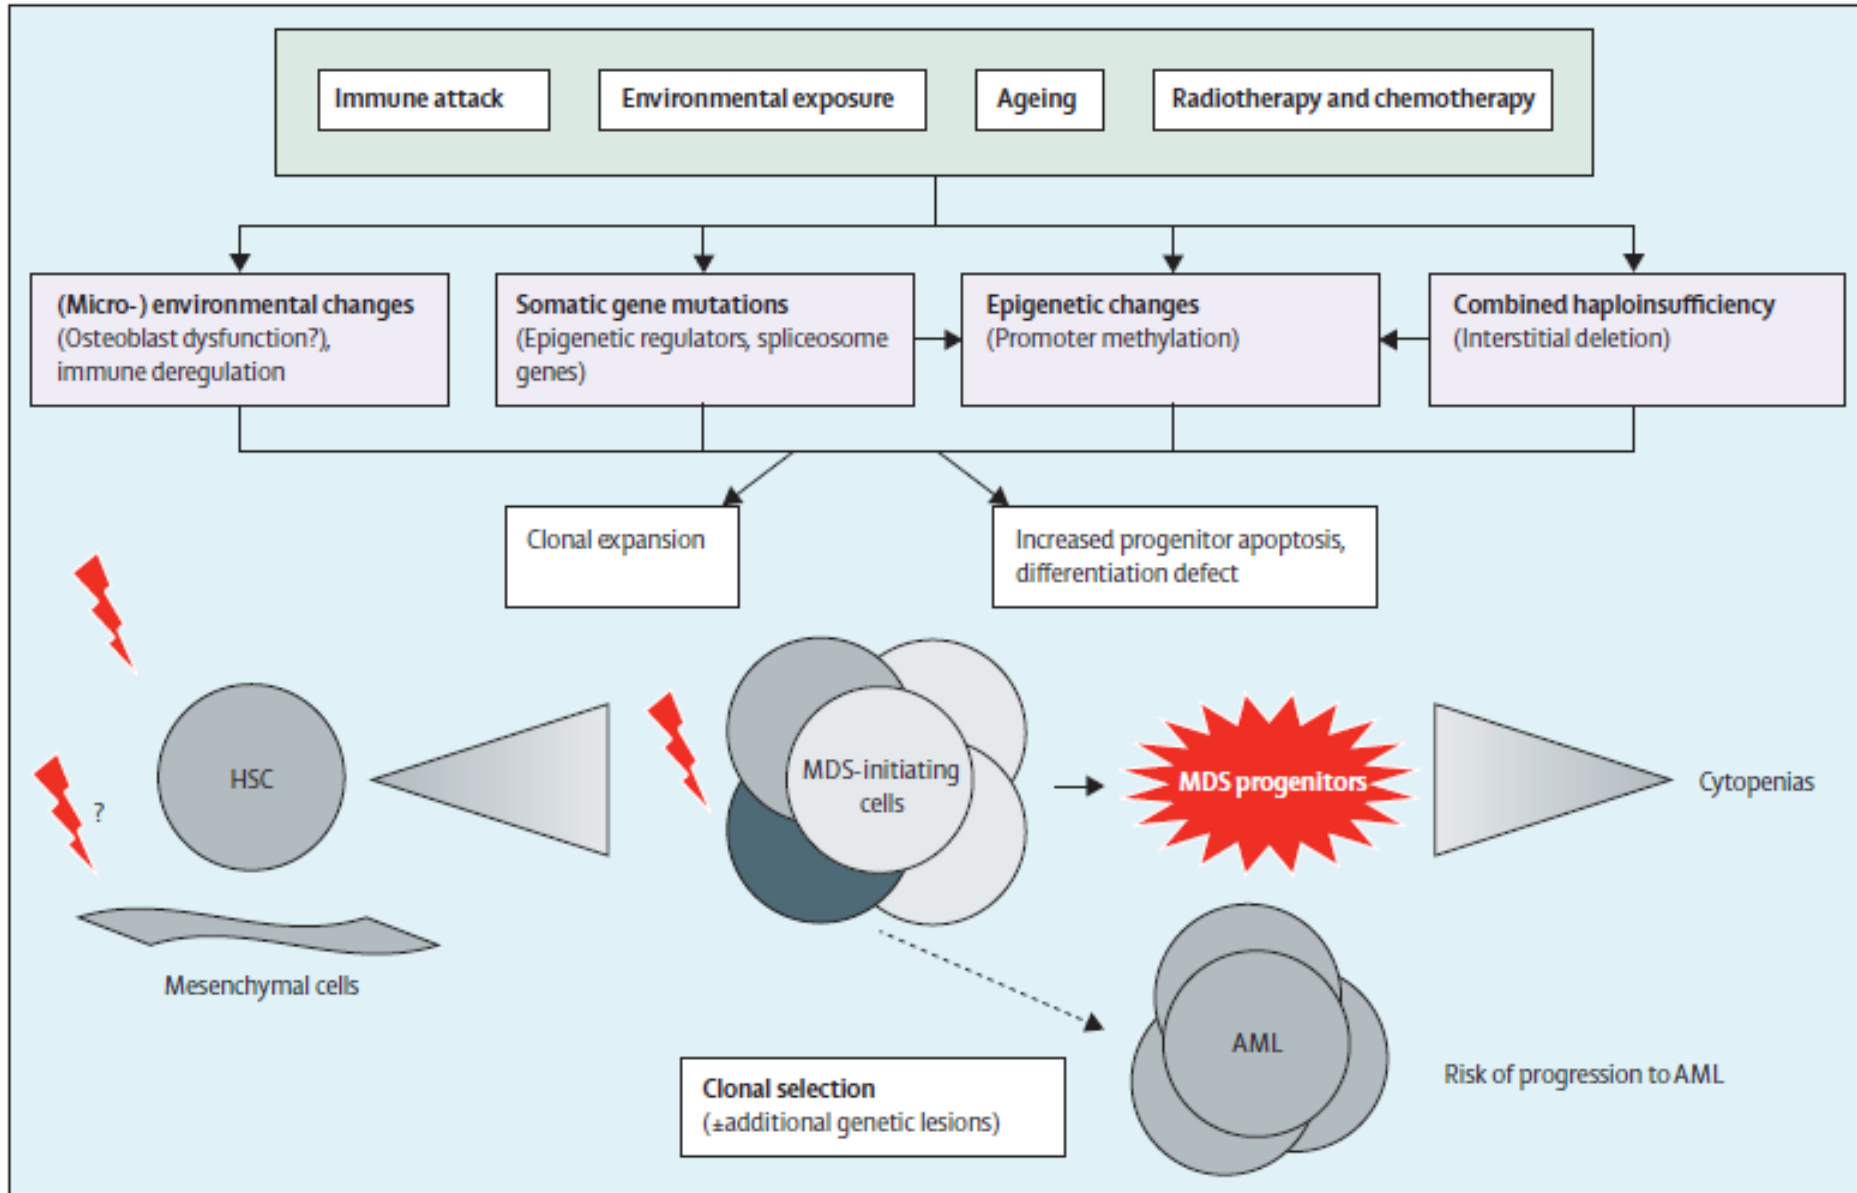 Immune attack
Environmental exposure
Ageing
Radiotherapy and chemotherapy
(Micro-) environmental changes
(Osteoblast dysfunction?),
immune deregulation
Somatic gene mutations
(Epigenetic regulators, spliceosome
genes)
Epigenetic changes
(Promoter methylation)
Combined haploinsufficiency
(Interstitial deletion)
Clonal expansion
Increased progenitor apoptosis,
differentiation defect
HSC
?
Mesenchymal cells
MDS-initiating
cells
MDS progenitors
Cytopenias
AML
Risk of progression to AML
Clonal selection
(±additional genetic lesions)